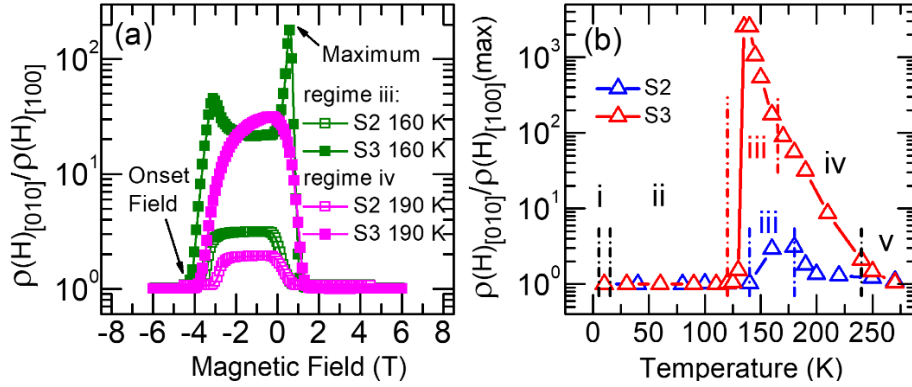 (a)
Maximum
regime iii:
S2 160 K
S3 160 K
regime iv
S2 190 K
S3 190 K
Onset
Field
10²
10¹
10⁰
-8 -6 -4 -2 0 2 4 6 8
Magnetic Field (T)
ρ(H)[010]/ρ(H)[100]
(b)
S2
S3
i
ii
iii
iii
iv
v
10³
10²
10¹
10⁰
0 50 100 150 200 250
Temperature (K)
ρ(H)[010]/ρ(H)[100](max)